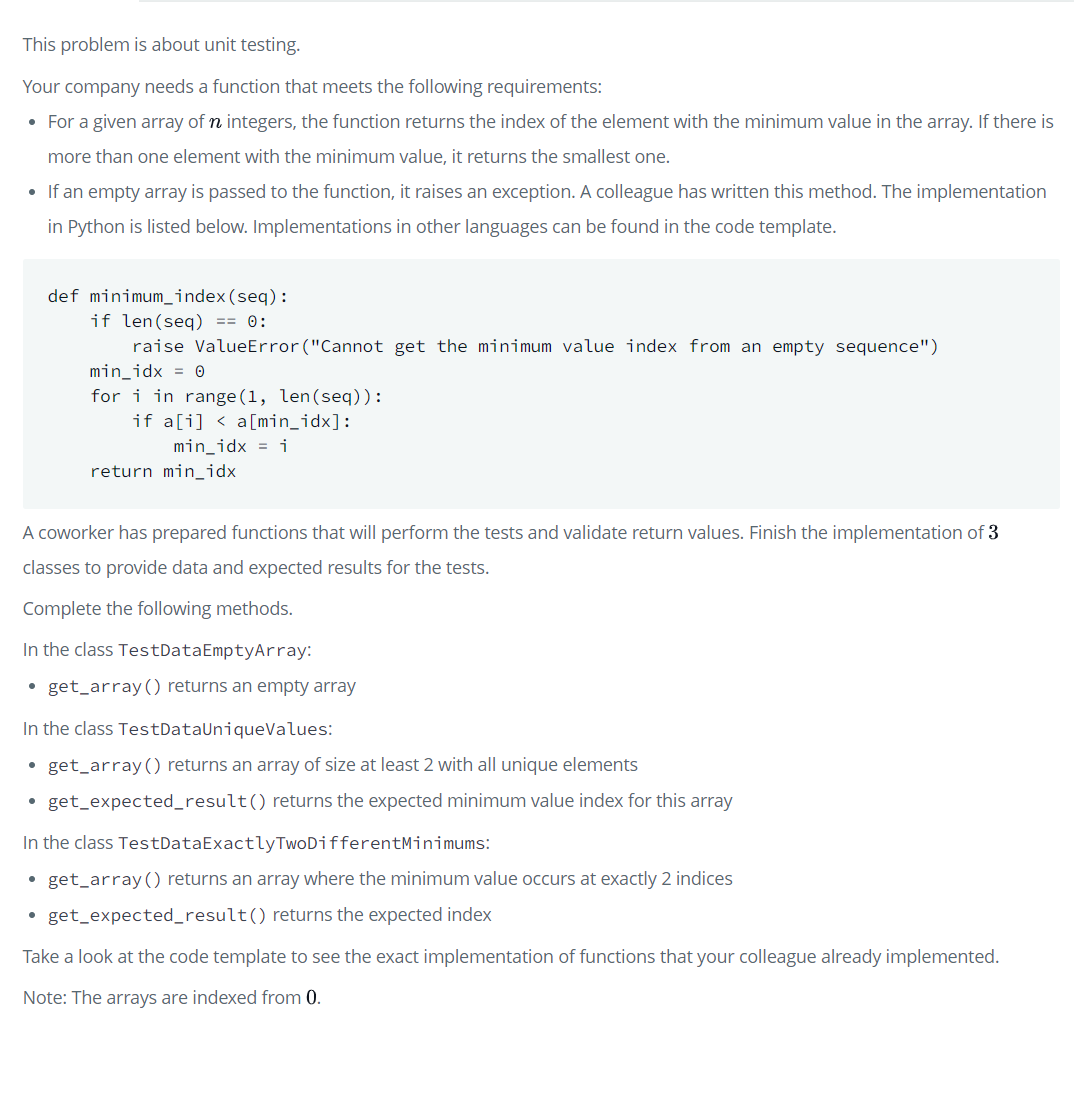 This problem is about unit testing.
Your company needs a function that meets the following requirements:
• For a given array of n integers, the function returns the index of the element with the minimum value in the array. If there is
more than one element with the minimum value, it returns the smallest one.
• If an empty array is passed to the function, it raises an exception. A colleague has written this method. The implementation
in Python is listed below. Implementations in other languages can be found in the code template.
def minimum_index(seq):
    if len(seq) == 0:
        raise ValueError("Cannot get the minimum value index from an empty sequence")
    min_idx = 0
    for i in range(1, len(seq)):
        if a[i] < a[min_idx]:
            min_idx = i
    return min_idx
A coworker has prepared functions that will perform the tests and validate return values. Finish the implementation of 3
classes to provide data and expected results for the tests.
Complete the following methods.
In the class TestDataEmptyArray:
• get_array() returns an empty array
In the class TestDataUniqueValues:
• get_array() returns an array of size at least 2 with all unique elements
• get_expected_result() returns the expected minimum value index for this array
In the class TestDataExactlyTwoDifferentMinimums:
• get_array() returns an array where the minimum value occurs at exactly 2 indices
• get_expected_result() returns the expected index
Take a look at the code template to see the exact implementation of functions that your colleague already implemented.
Note: The arrays are indexed from 0.